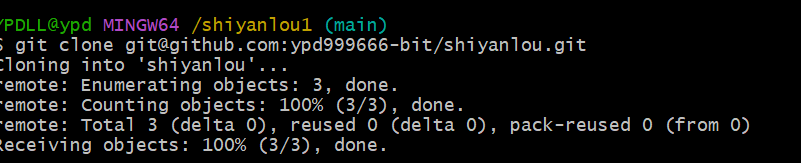 YPDLL@ypd MINGW64 /shiyanlou1 (main)
$ git clone git@github.com:ypd999666-bit/shiyanlou.git
Cloning into 'shiyanlou'...
remote: Enumerating objects: 3, done.
remote: Counting objects: 100% (3/3), done.
remote: Total 3 (delta 0), reused 0 (delta 0), pack-reused 0 (from 0)
Receiving objects: 100% (3/3), done.